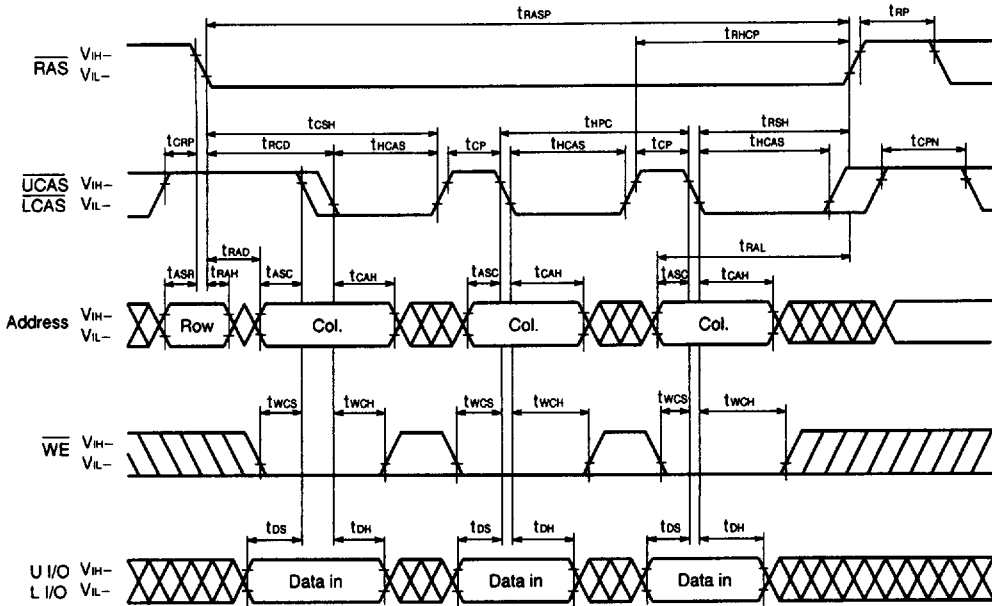 tRASP
tRP
tRHCP
RAS VIH–
VIL–
tCSH
tHPC
tRSH
tCRP
tRCD
tHCAS
tCP
tHCAS
tCP
tHCAS
tCPN
UCAS VIH–
LCAS VIL–
tRAD
tRAL
tASR
tRAH
tASC
tCAH
tASC
tCAH
tASC
tCAH
Address VIH–
VIL–
Row
Col.
Col.
Col.
tWCS
tWCH
tWCS
tWCH
tWCS
tWCH
WE VIH–
VIL–
tDS
tDH
tDS
tDH
tDS
tDH
U I/O VIH–
L I/O VIL–
Data in
Data in
Data in